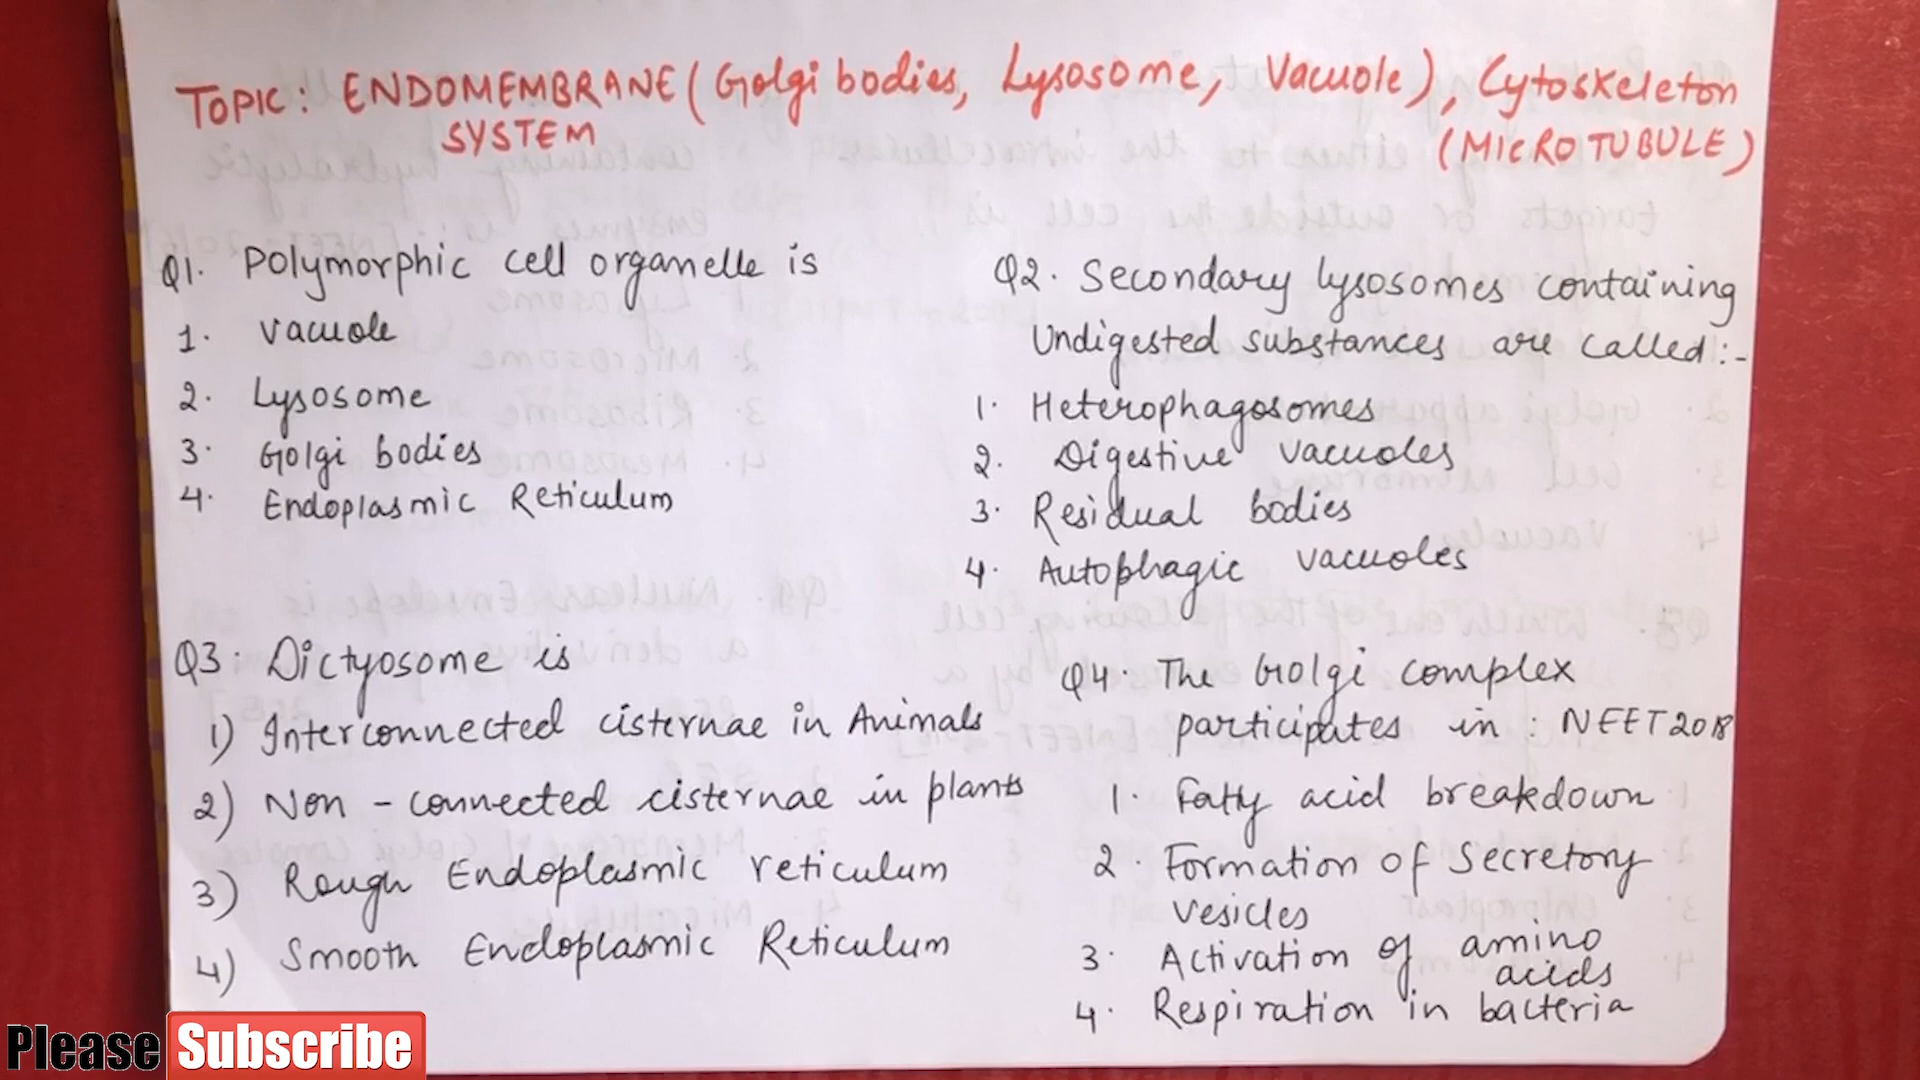 TOPIC: ENDOMEMBRANE (Golgi bodies, Lysosome, Vacuole), Cytoskeleton
SYSTEM (MICROTUBULE)
Q1. Polymorphic cell organelle is
1. Vacuole
2. Lysosome
3. Golgi bodies
4. Endoplasmic Reticulum
Q2. Secondary lysosomes containing
Undigested substances are called:-
1. Heterophagosomes
2. Digestive vacuoles
3. Residual bodies
4. Autophagic vacuoles
Q3. Dictyosome is
1) Interconnected cisternae in Animals
2) Non-connected cisternae in plants
3) Rough Endoplasmic reticulum
4) Smooth Endoplasmic Reticulum
Q4. The Golgi complex
participates in: NEET2018
1. Fatty acid breakdown
2. Formation of Secretory
vesicles
3. Activation of amino
acids
4. Respiration in bacteria
Please Subscribe